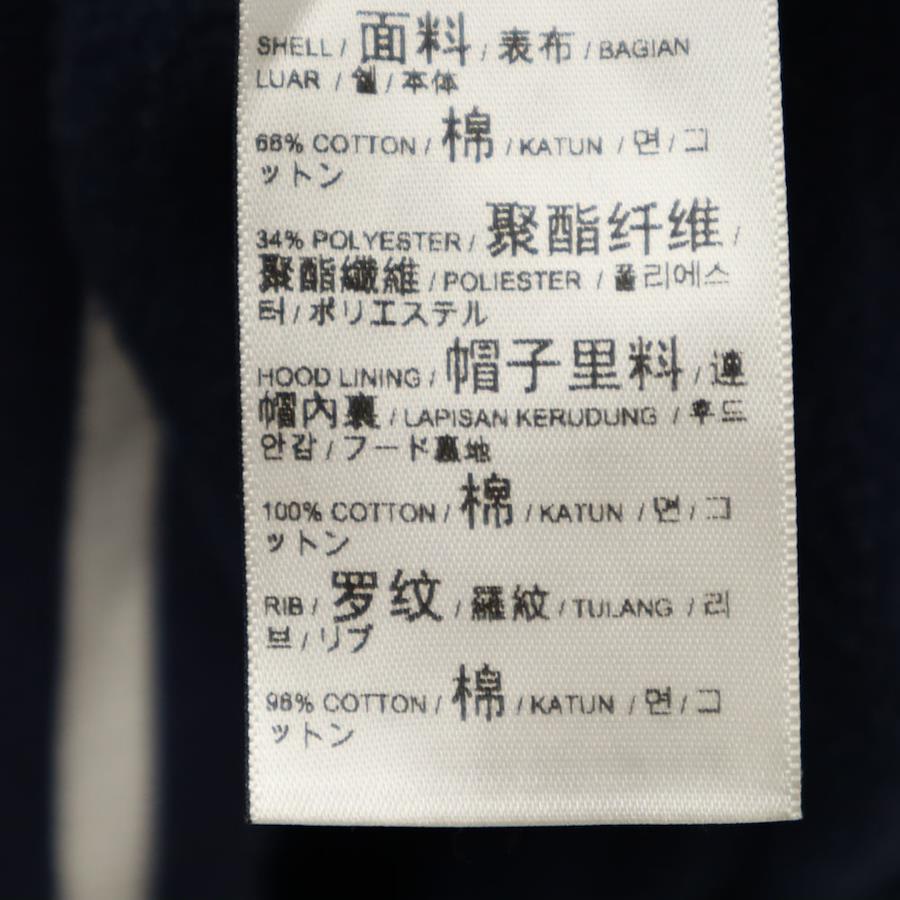 SHELL / 面料 / 表布 / BAGIAN
LUAR / 쉘 / 本体
66% COTTON / 棉 / KATUN / 면 / コ
ットン
34% POLYESTER / 聚酯纤维 /
聚酯纖維 / POLIESTER / 폴리에스
터 / ポリエステル
HOOD LINING / 帽子里料 / 連
帽內裏 / LAPISAN KERUDUNG / 후드
안감 / フード裏地
100% COTTON / 棉 / KATUN / 면 / コ
ットン
RIB / 罗纹 / 羅紋 / TULANG / 리
브 / リブ
98% COTTON / 棉 / KATUN / 면 / コ
ットン